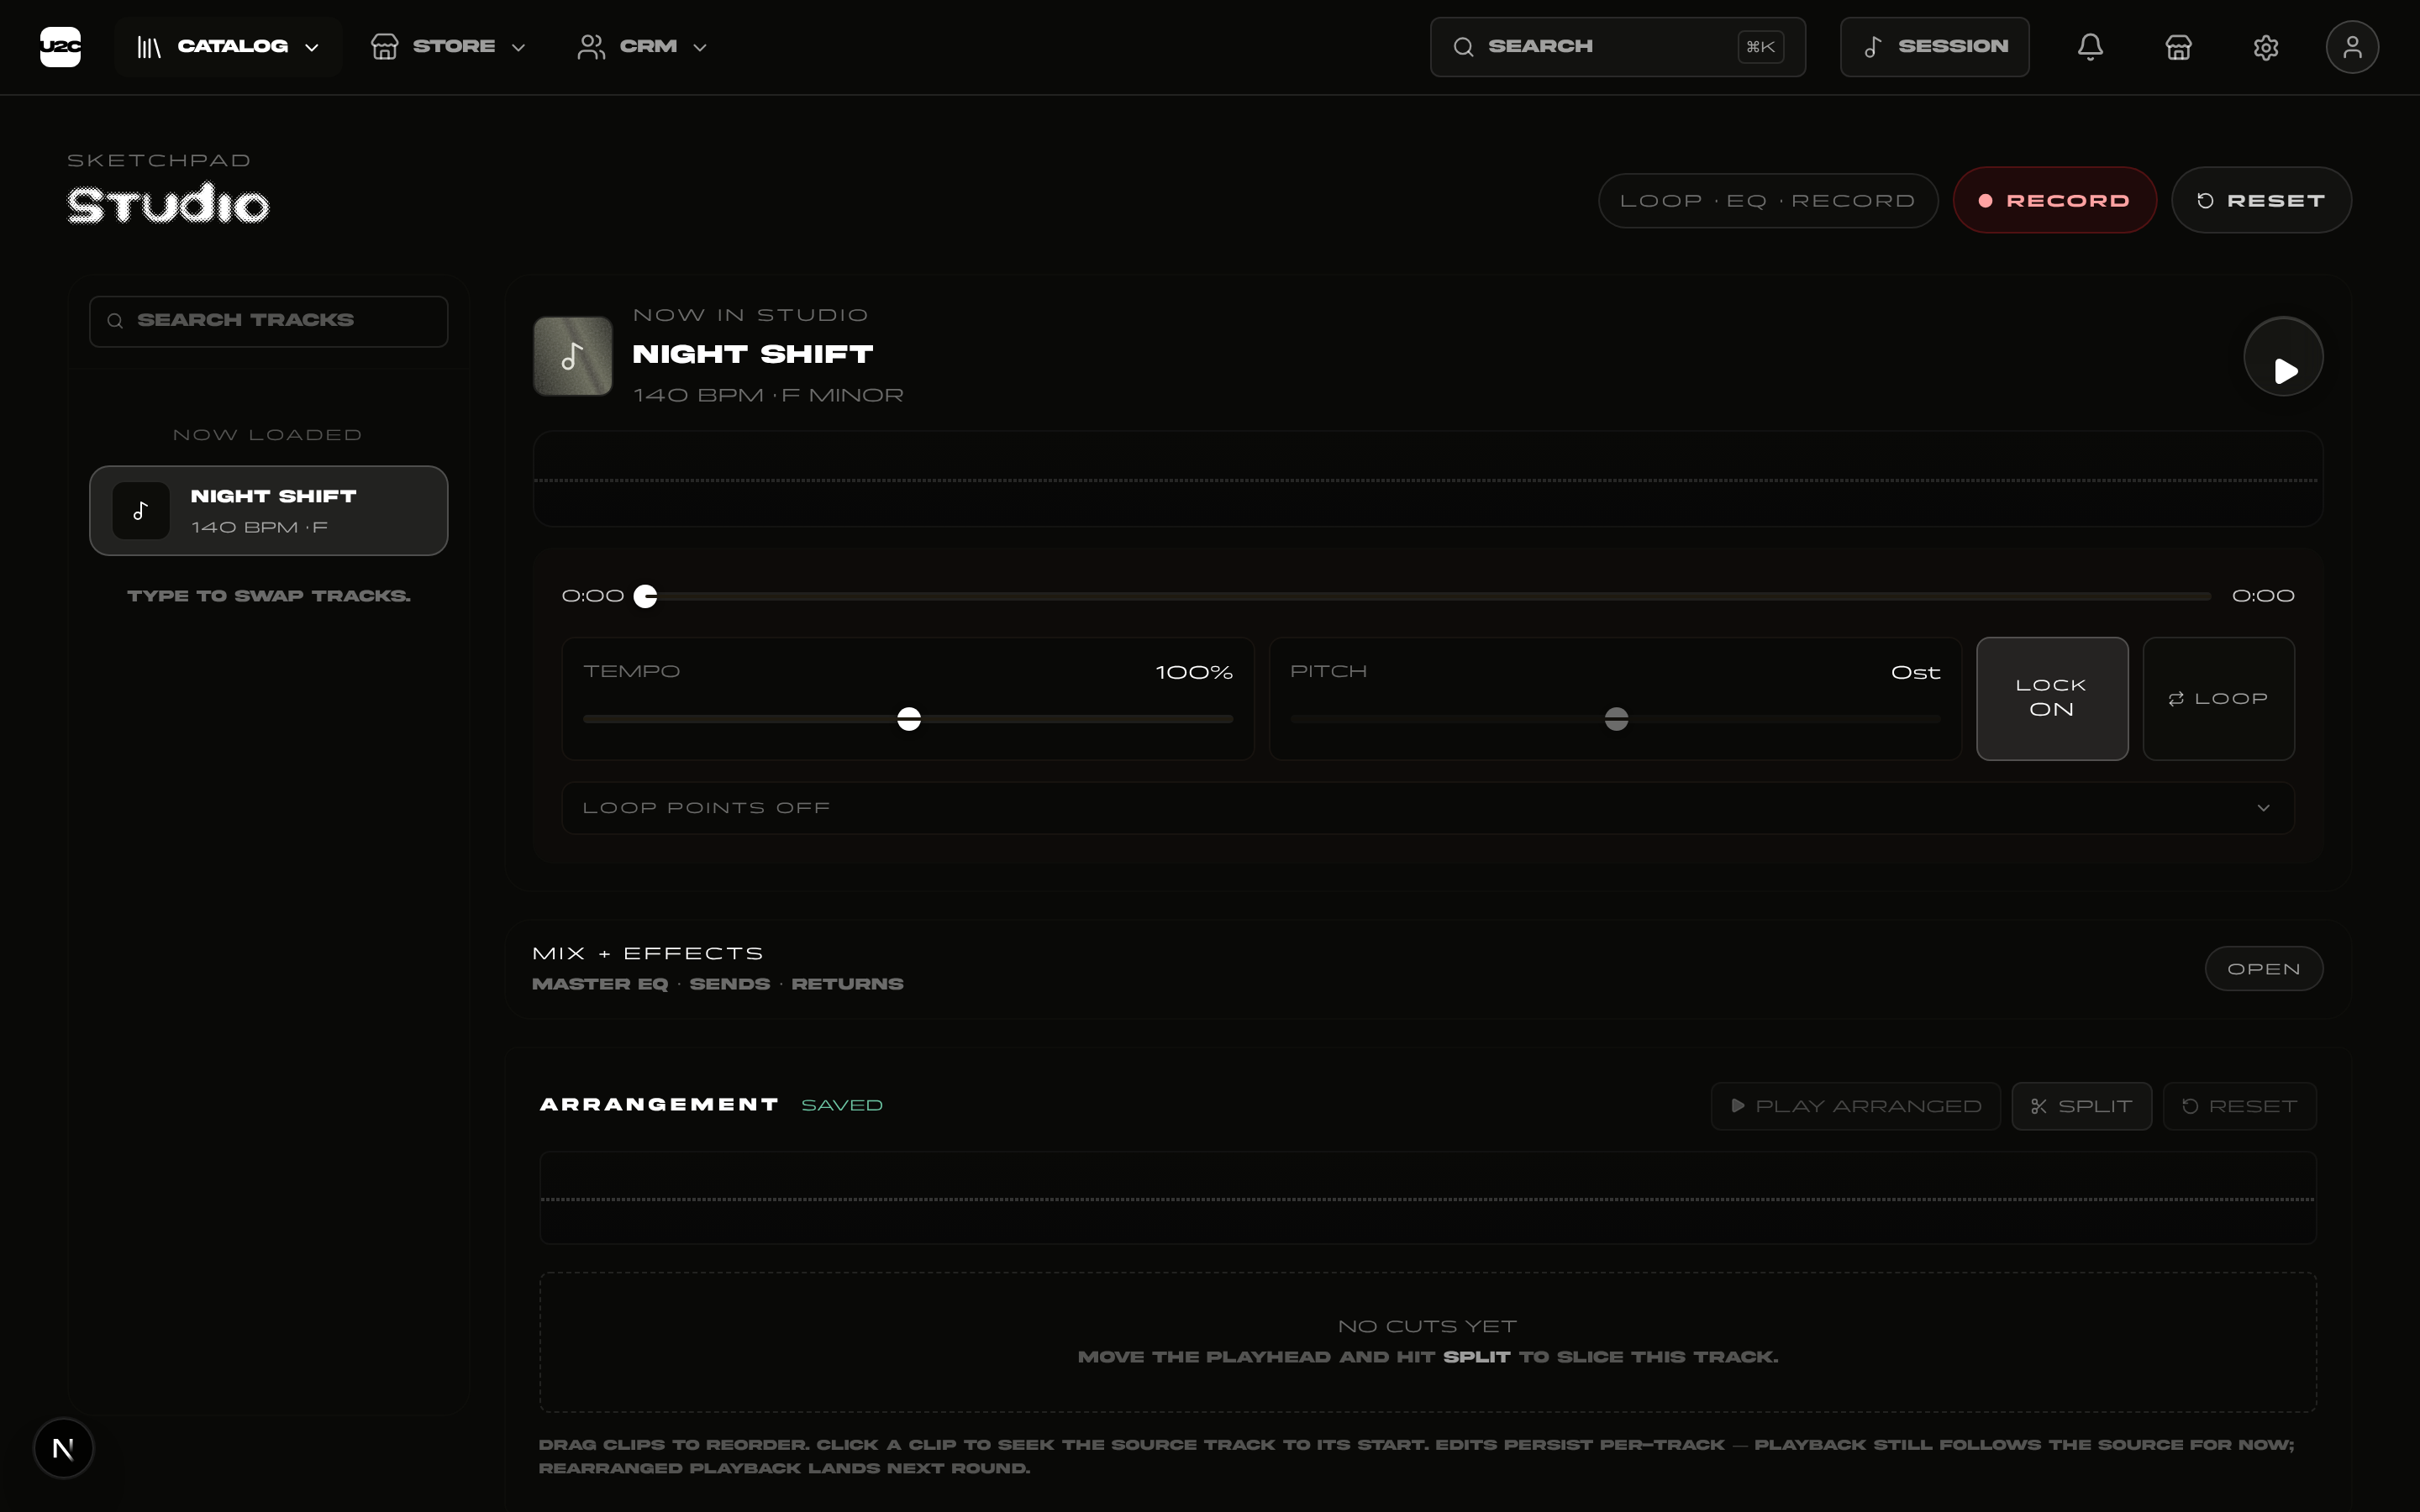 U2C
CATALOG
STORE
CRM
SEARCH
⌘K
SESSION
SKETCHPAD
Studio
LOOP · EQ · RECORD
RECORD
RESET
SEARCH TRACKS
NOW LOADED
NIGHT SHIFT
140 BPM · F
TYPE TO SWAP TRACKS.
NOW IN STUDIO
NIGHT SHIFT
140 BPM · F MINOR
0:00
0:00
TEMPO
100%
PITCH
0st
LOCK
ON
LOOP
LOOP POINTS OFF
MIX + EFFECTS
MASTER EQ · SENDS · RETURNS
OPEN
ARRANGEMENT
SAVED
PLAY ARRANGED
SPLIT
RESET
NO CUTS YET
MOVE THE PLAYHEAD AND HIT SPLIT TO SLICE THIS TRACK.
DRAG CLIPS TO REORDER. CLICK A CLIP TO SEEK THE SOURCE TRACK TO ITS START. EDITS PERSIST PER-TRACK — PLAYBACK STILL FOLLOWS THE SOURCE FOR NOW;
REARRANGED PLAYBACK LANDS NEXT ROUND.
N